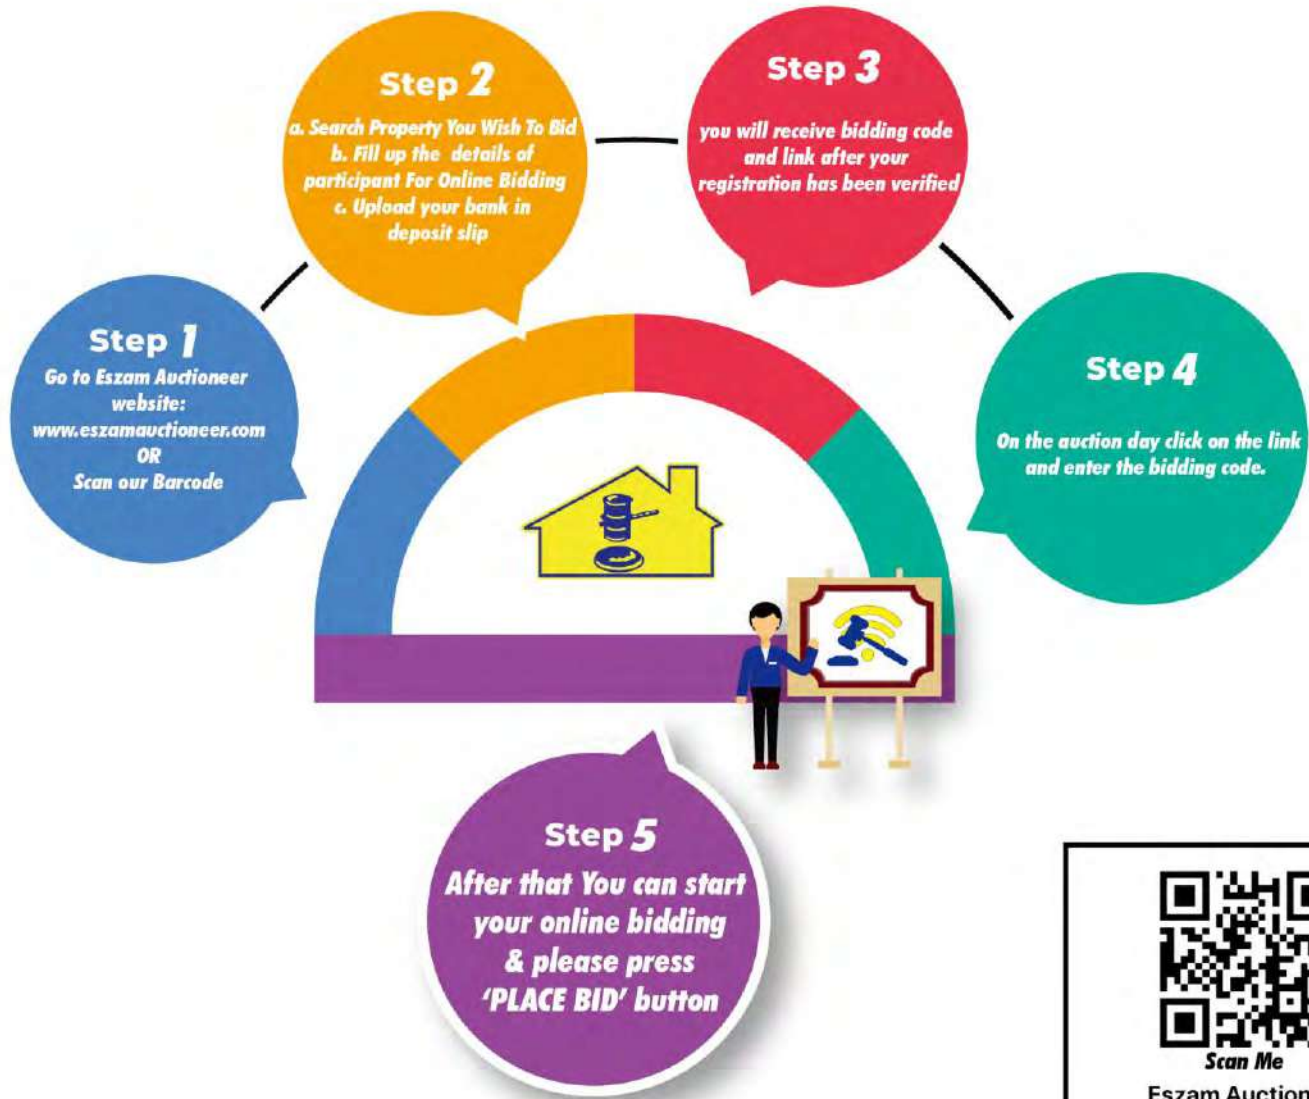 Step 1
Go to Eszam Auctioneer
website:
www.eszamauctioneer.com
OR
Scan our Barcode
Step 2
a. Search Property You Wish To Bid
b. Fill up the details of
participant For Online Bidding
c. Upload your bank in
deposit slip
Step 3
you will receive bidding code
and link after your
registration has been verified
Step 4
On the auction day click on the link
and enter the bidding code.
Step 5
After that You can start
your online bidding
& please press
‘PLACE BID’ button
Scan Me
Eszam